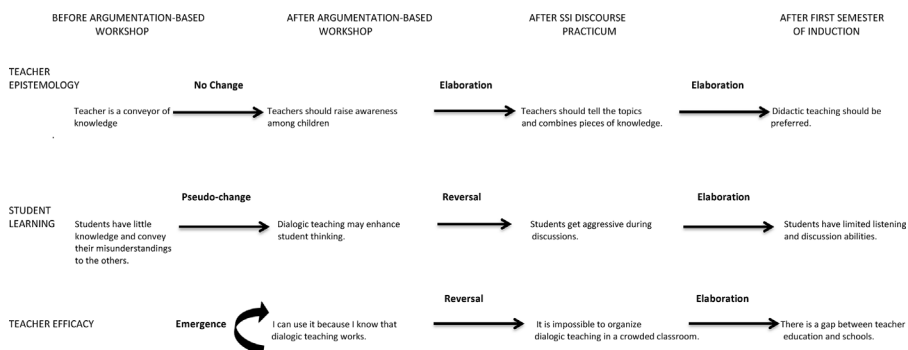 BEFORE ARGUMENTATION-BASED
WORKSHOP
AFTER ARGUMENTATION-BASED
WORKSHOP
AFTER SSI DISCOURSE
PRACTICUM
AFTER FIRST SEMESTER
OF INDUCTION
TEACHER
EPISTEMOLOGY
No Change
Elaboration
Elaboration
Teacher is a conveyor of
knowledge
Teachers should raise awareness
among children
Teachers should tell the topics
and combines pieces of knowledge.
Didactic teaching should be
preferred.
STUDENT
LEARNING
Pseudo-change
Reversal
Elaboration
Students have little
knowledge and convey
their misunderstandings
to the others.
Dialogic teaching may enhance
student thinking.
Students get aggressive during
discussions.
Students have limited listening
and discussion abilities.
TEACHER EFFICACY
Emergence
Reversal
Elaboration
I can use it because I know that
dialogic teaching works.
It is impossible to organize
dialogic teaching in a crowded classroom.
There is a gap between teacher
education and schools.